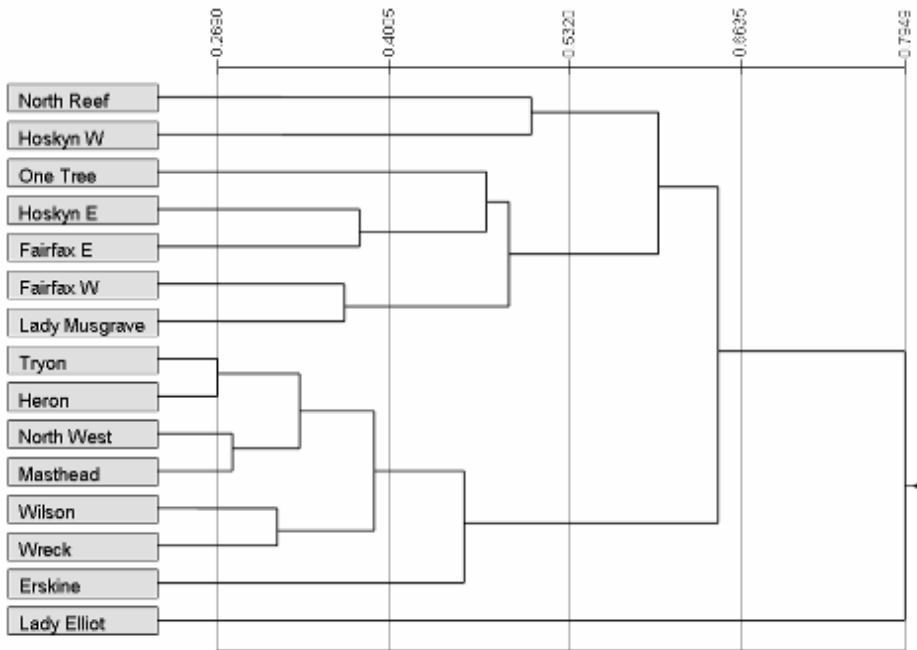 0.2690
0.4005
0.5320
0.6635
0.7949
North Reef
Hoskyn W
One Tree
Hoskyn E
Fairfax E
Fairfax W
Lady Musgrave
Tryon
Heron
North West
Masthead
Wilson
Wreck
Erskine
Lady Elliot